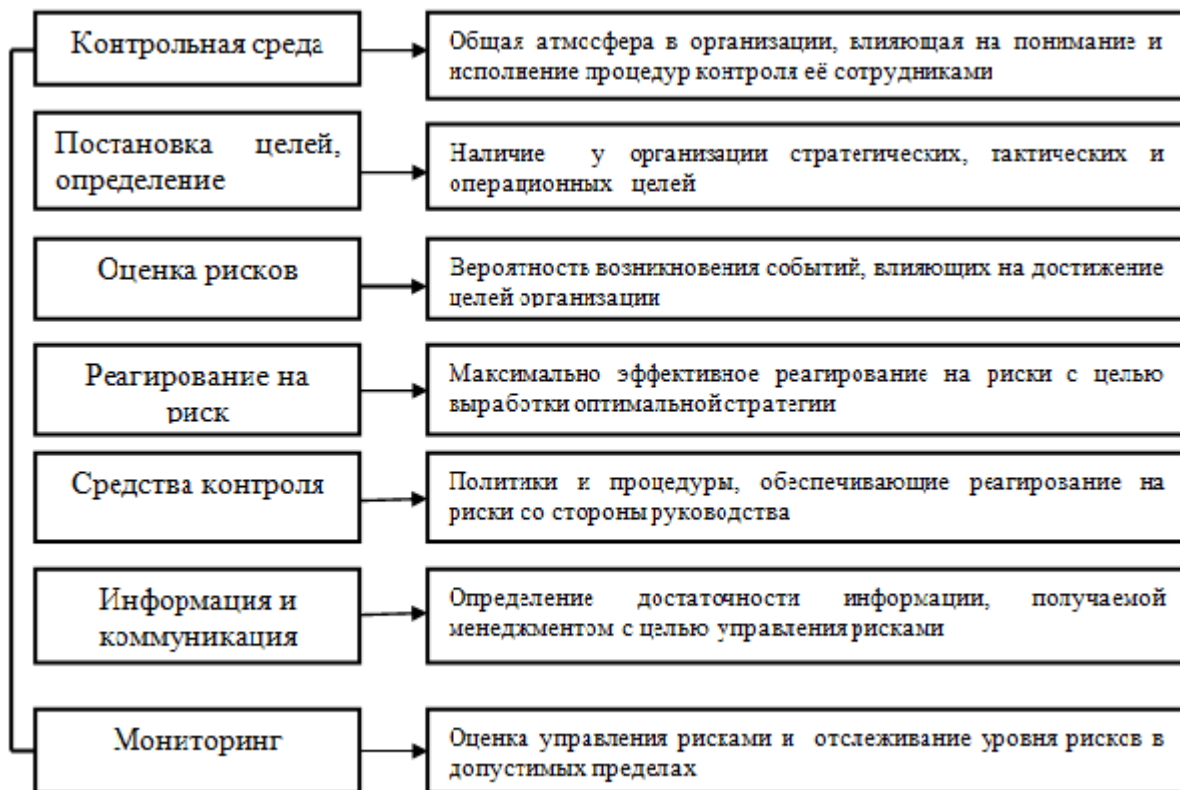 Контрольная среда
Общая атмосфера в организации, влияющая на понимание и
исполнение процедур контроля её сотрудниками
Постановка целей,
определение
Наличие у организации стратегических, тактических и
операционных целей
Оценка рисков
Вероятность возникновения событий, влияющих на достижение
целей организации
Реагирование на
риск
Максимально эффективное реагирование на риски с целью
выработки оптимальной стратегии
Средства контроля
Политики и процедуры, обеспечивающие реагирование на
риски со стороны руководства
Информация и
коммуникация
Определение достаточности информации, получаемой
менеджментом с целью управления рисками
Мониторинг
Оценка управления рисками и отслеживание уровня рисков в
допустимых пределах